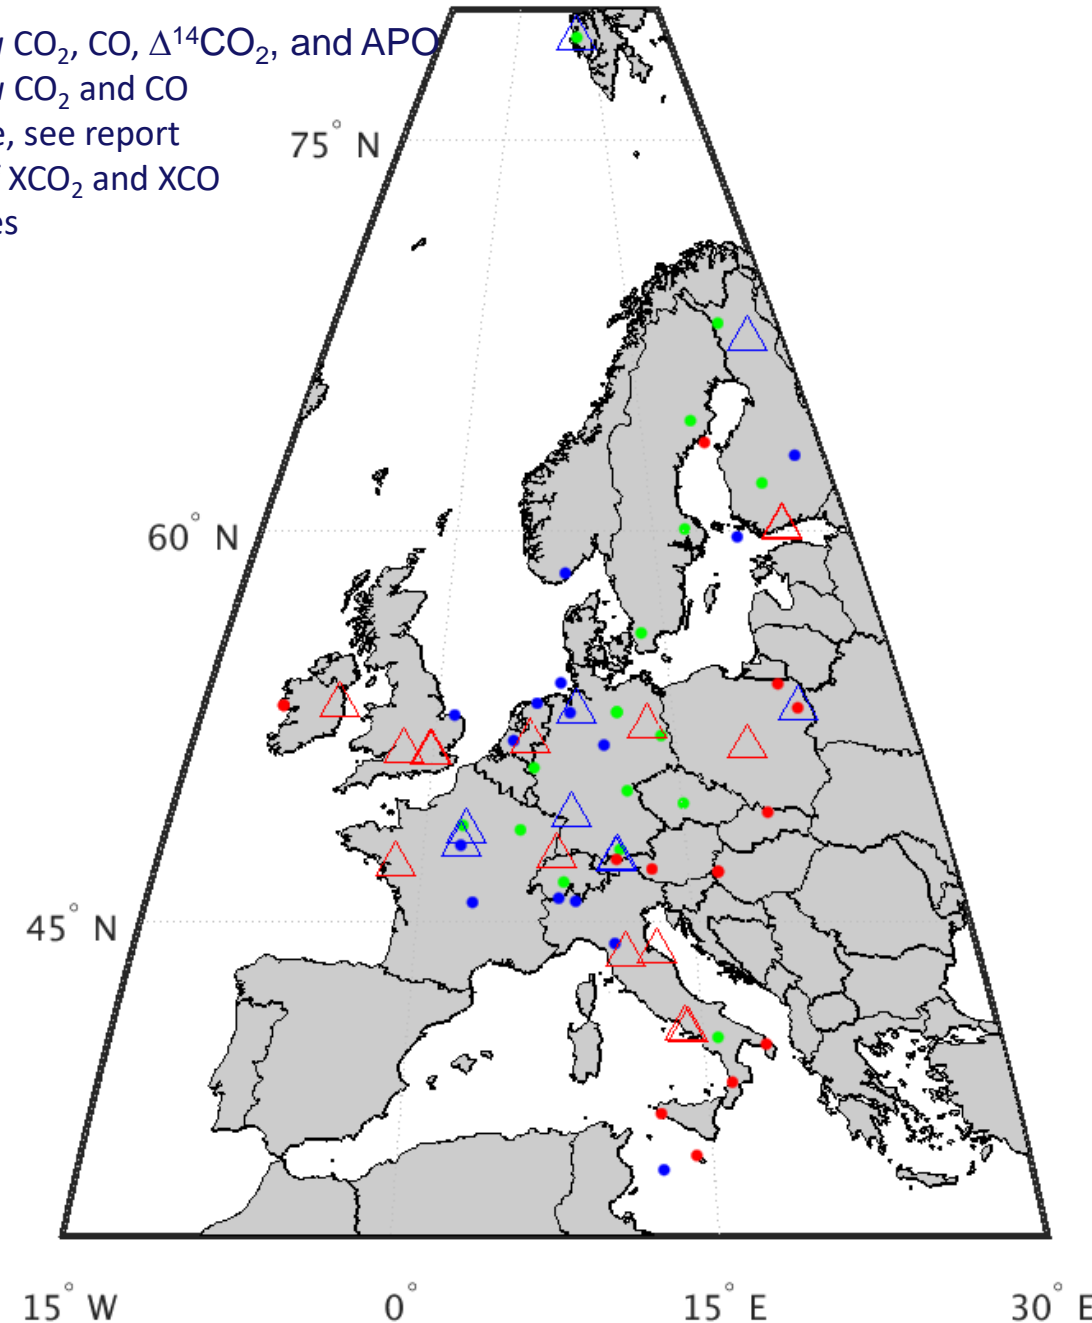 CO₂, CO, Δ¹⁴CO₂, and APO
CO₂ and CO
see report
XCO₂ and XCO
75° N
60° N
45° N
15° W 0° 15° E 30° E